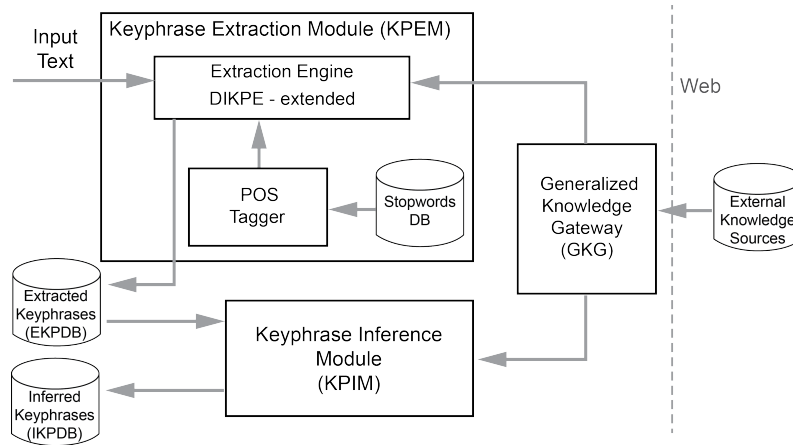 Keyphrase Extraction Module (KPEM)
Input
Text
Extraction Engine
DIKPE - extended
Web
POS
Tagger
Stopwords
DB
Generalized
Knowledge
Gateway
(GKG)
External
Knowledge
Sources
Extracted
Keyphrases
(EKPDB)
Keyphrase Inference
Module
(KPIM)
Inferred
Keyphrases
(IKPDB)